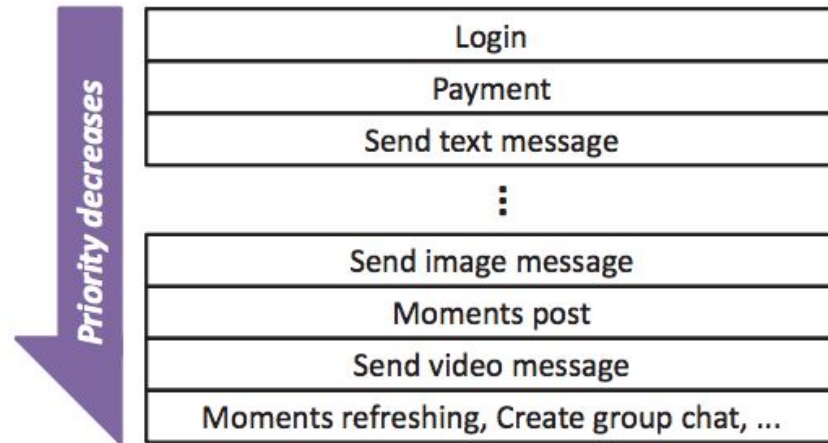 Priority decreases
Login
Payment
Send text message
⋮
Send image message
Moments post
Send video message
Moments refreshing, Create group chat, ...